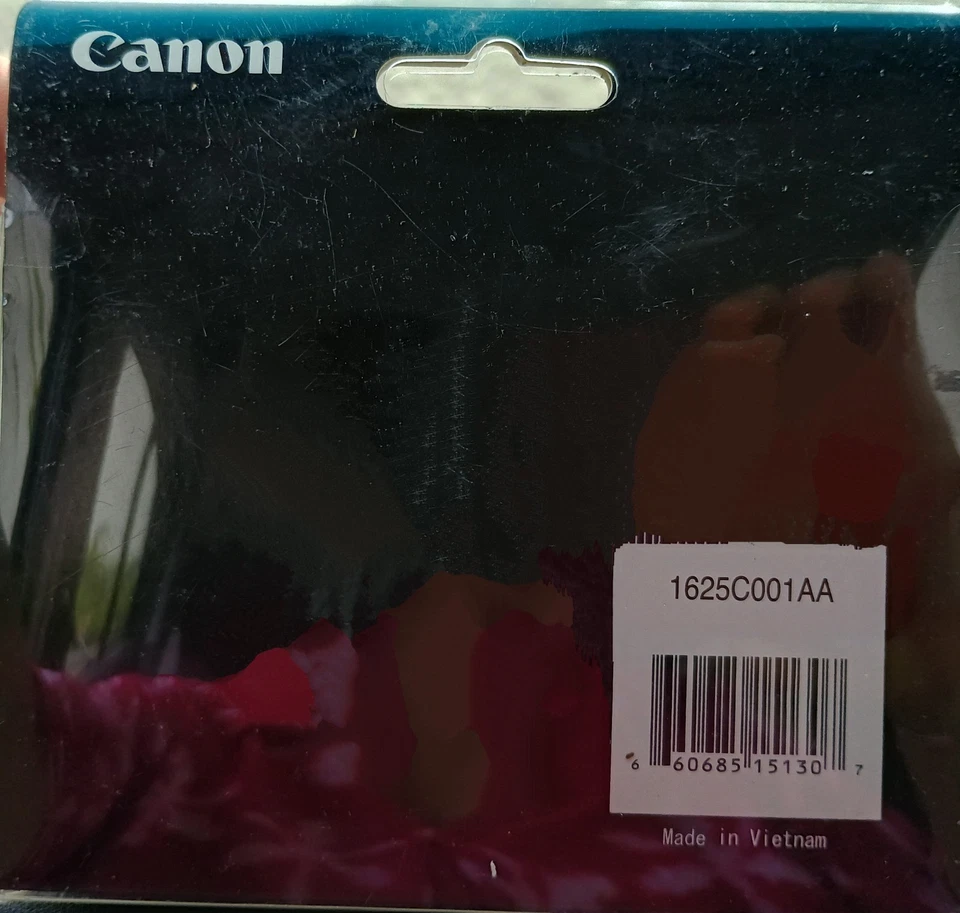 Canon
1625C001AA
6 60685 15130 7
Made in Vietnam